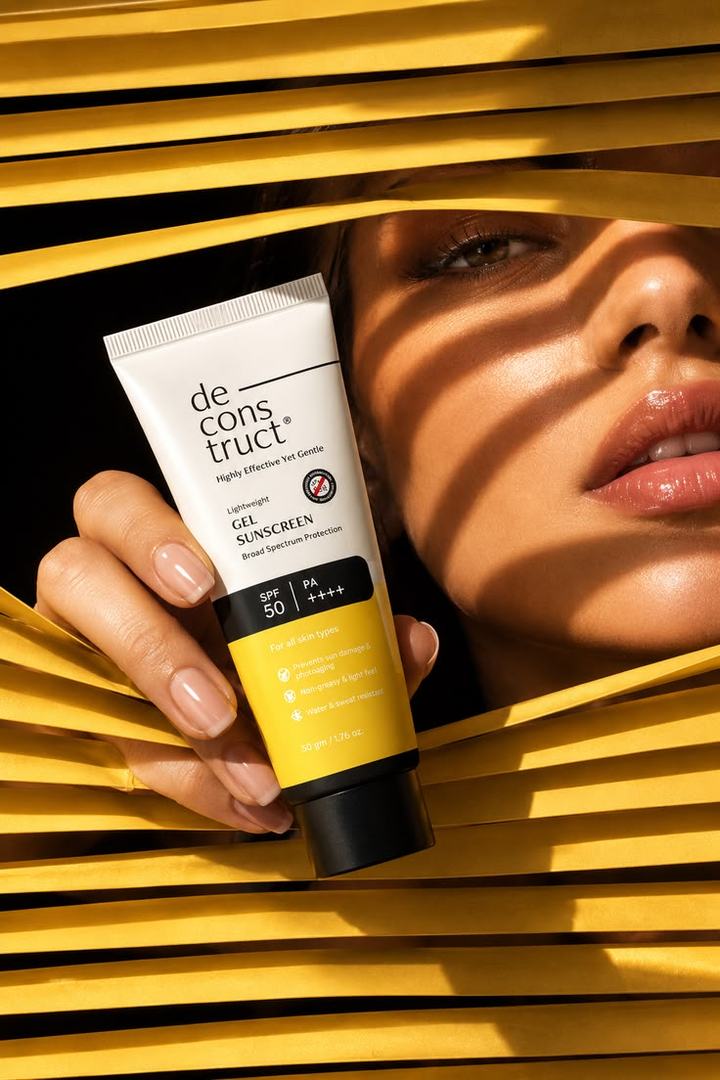 de
cons
truct®
Highly Effective Yet Gentle
Lightweight
GEL
SUNSCREEN
Broad Spectrum Protection
SPF
50
PA
++++
For all skin types
Prevents sun damage &
photoaging
Non-greasy & light feel
Water & sweat resistant
50 gm / 1.76 oz.